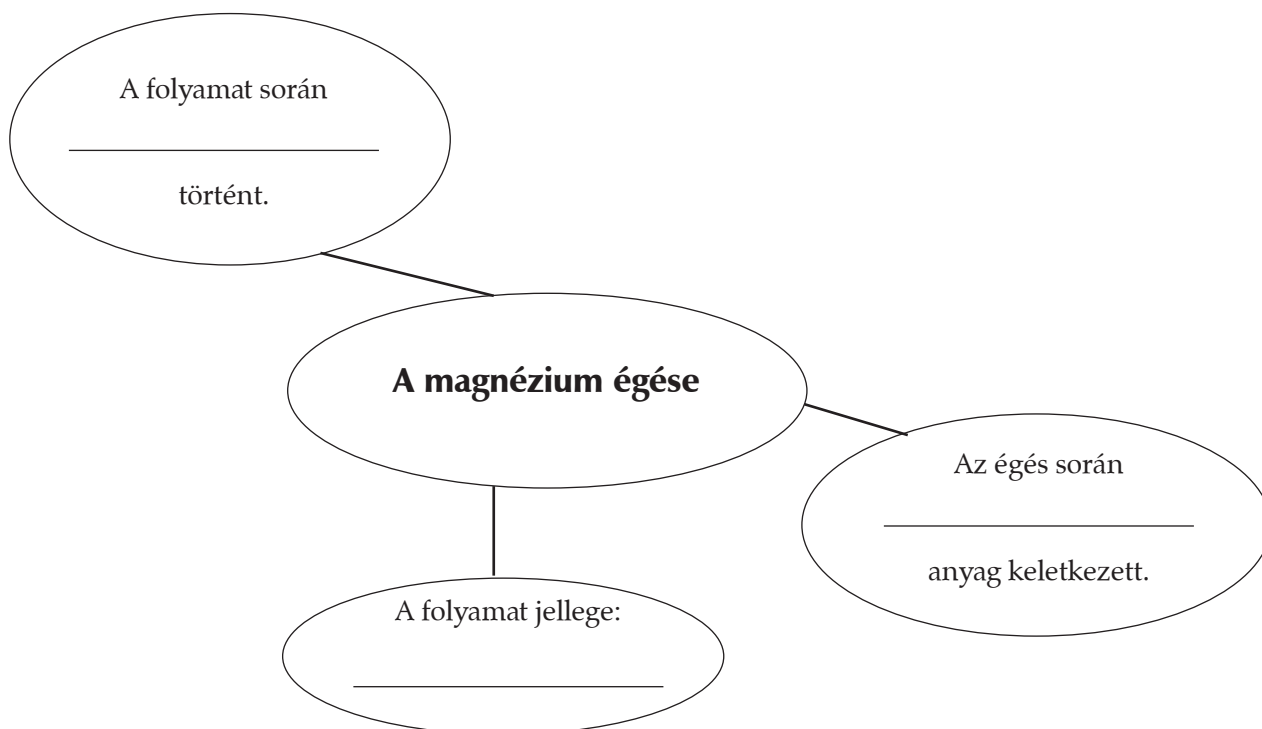 A folyamat során
történt.
A magnézium égése
Az égés során
anyag keletkezett.
A folyamat jellege: